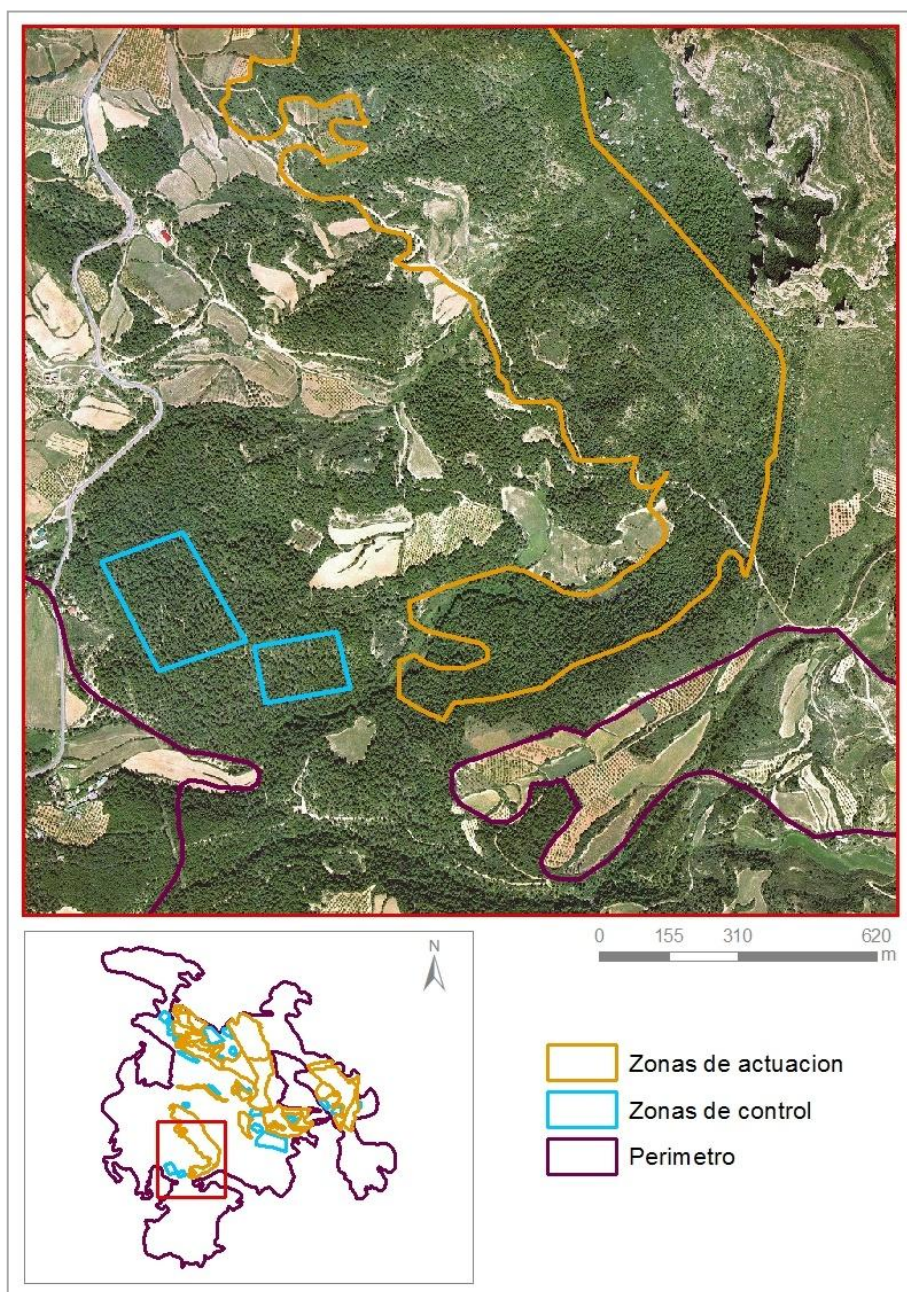 N
0 155 310 620
m
Zonas de actuacion
Zonas de control
Perimetro